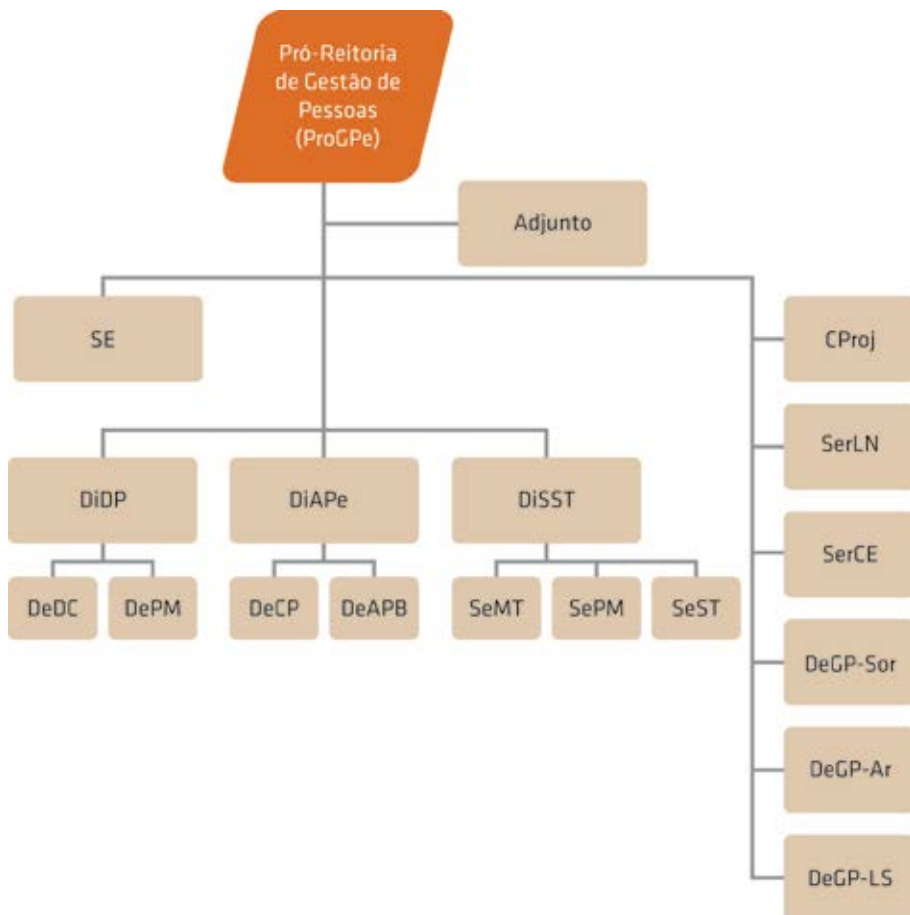 Pró-Reitoria
de Gestão de
Pessoas
(ProGPe)
Adjunto
SE
CProj
SerLN
SerCE
DeGP-Sor
DeGP-Ar
DeGP-LS
DiDP
DiAPe
DiSST
DeDC
DePM
DeCP
DeAPB
SeMT
SePM
SeST